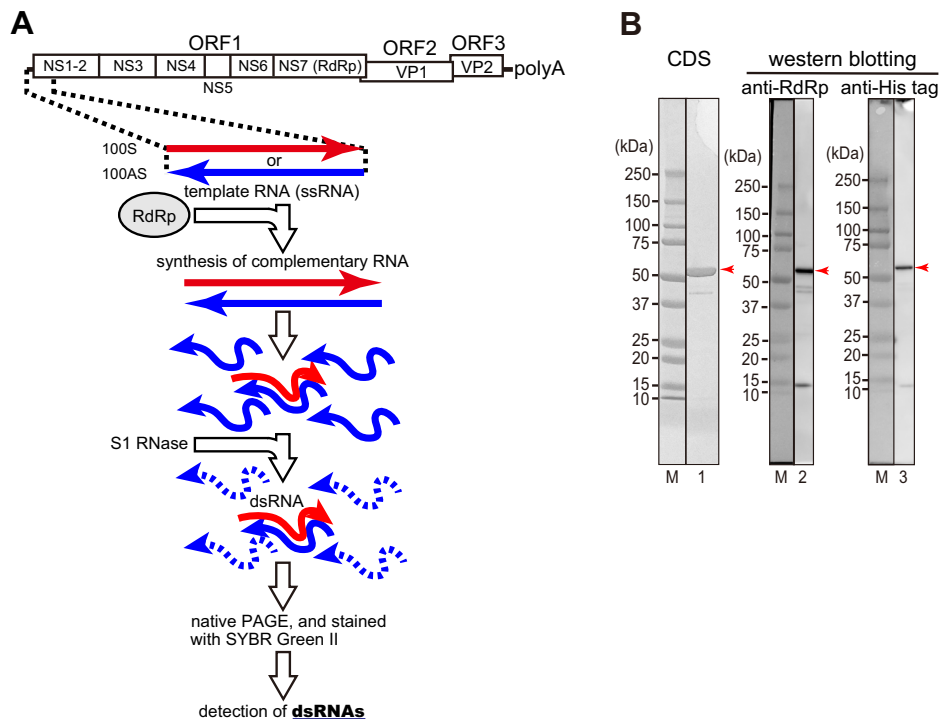 A
ORF1
ORF2
ORF3
NS1-2
NS3
NS4
NS6
NS7 (RdRp)
VP1
VP2
polyA
NS5
100S
or
100AS
template RNA (ssRNA)
RdRp
synthesis of complementary RNA
S1 RNase
dsRNA
native PAGE, and stained
with SYBR Green II
detection of dsRNAs
B
CDS
western blotting
anti-RdRp
anti-His tag
(kDa)
250
150
100
75
50
37
25
20
15
10
M 1
(kDa)
250
150
100
75
50
37
25
20
15
10
M 2
(kDa)
250
150
100
75
50
37
25
20
15
10
M 3